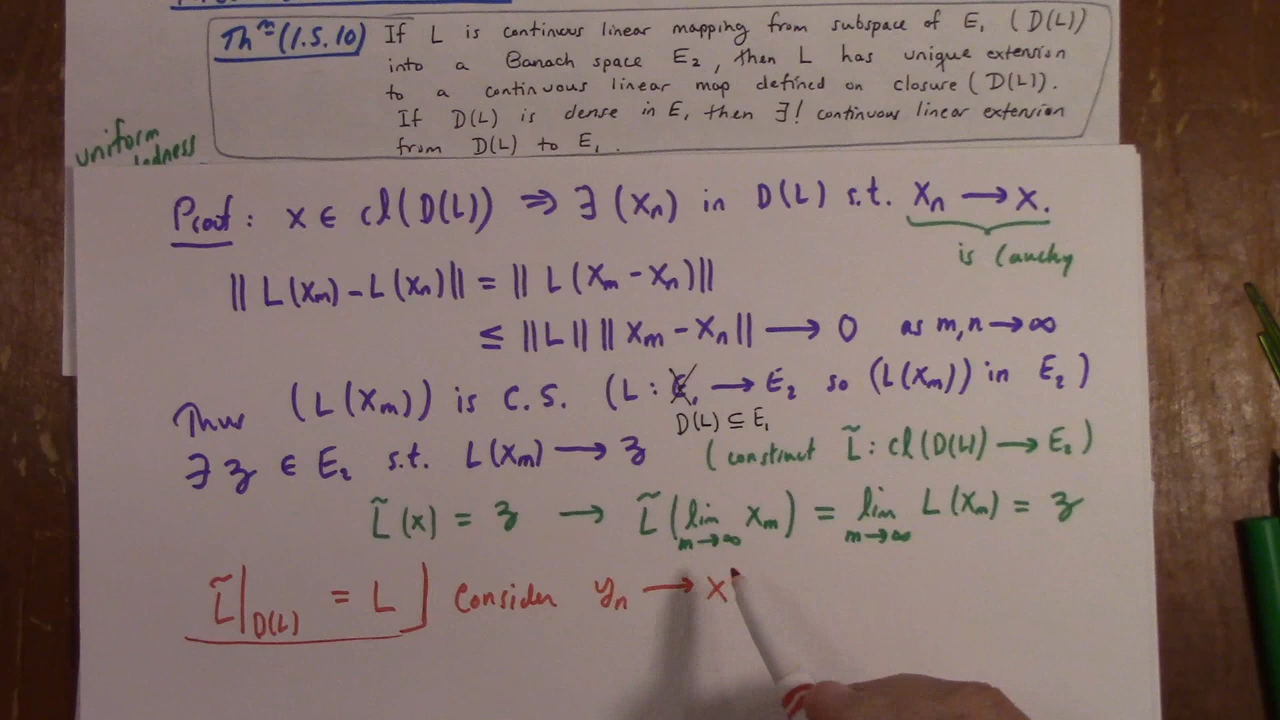 Thᵐ (1.5.10) If L is continuous linear mapping from subspace of E₁ (D(L))
into a Banach space E₂, then L has unique extension
to a continuous linear map defined on closure (D(L)).
If D(L) is dense in E₁ then ∃! continuous linear extension
from D(L) to E₁.
uniform
Proof: x ∈ cl(D(L)) ⇒ ∃ (xₙ) in D(L) s.t. xₙ → x.
is Cauchy
|| L(xₘ) - L(xₙ) || = || L(xₘ - xₙ) ||
≤ ||L|| || xₘ - xₙ || → 0 as m,n → ∞
Thus (L(xₘ)) is C.S. (L : E₁ → E₂ so (L(xₘ)) in E₂)
D(L) ⊆ E₁
∃ z ∈ E₂ s.t. L(xₘ) → z (construct L̃ : cl(D(L)) → E₂)
L̃(x) = z → L̃(lim m→∞ xₘ) = lim m→∞ L(xₘ) = z
L̃|D(L) = L ⌋ Consider yₙ → x